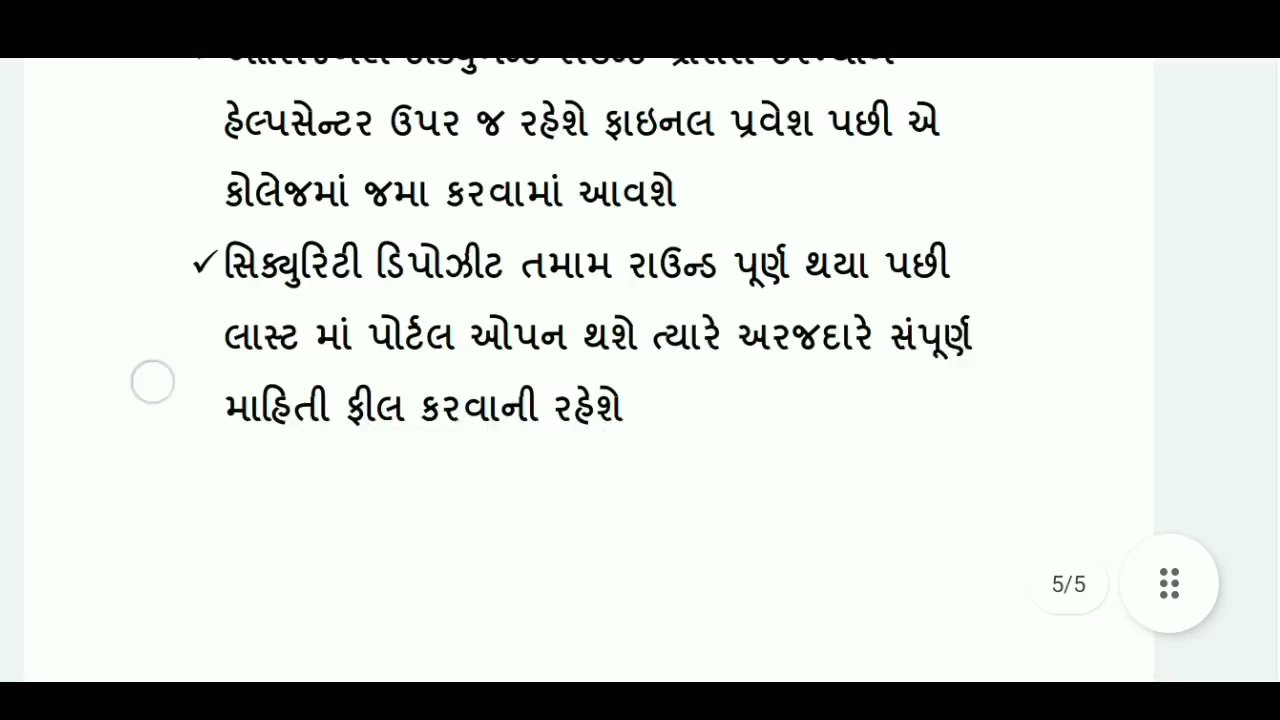 હેલ્પસેન્ટર ઉપર જ રહેશે ફાઇનલ પ્રવેશ પછી એ
કોલેજમાં જમા કરવામાં આવશે
✓ સિક્યુરિટી ડિપોઝીટ તમામ રાઉન્ડ પૂર્ણ થયા પછી
લાસ્ટ માં પોર્ટલ ઓપન થશે ત્યારે અરજદારે સંપૂર્ણ
માહિતી ફીલ કરવાની રહેશે
5/5